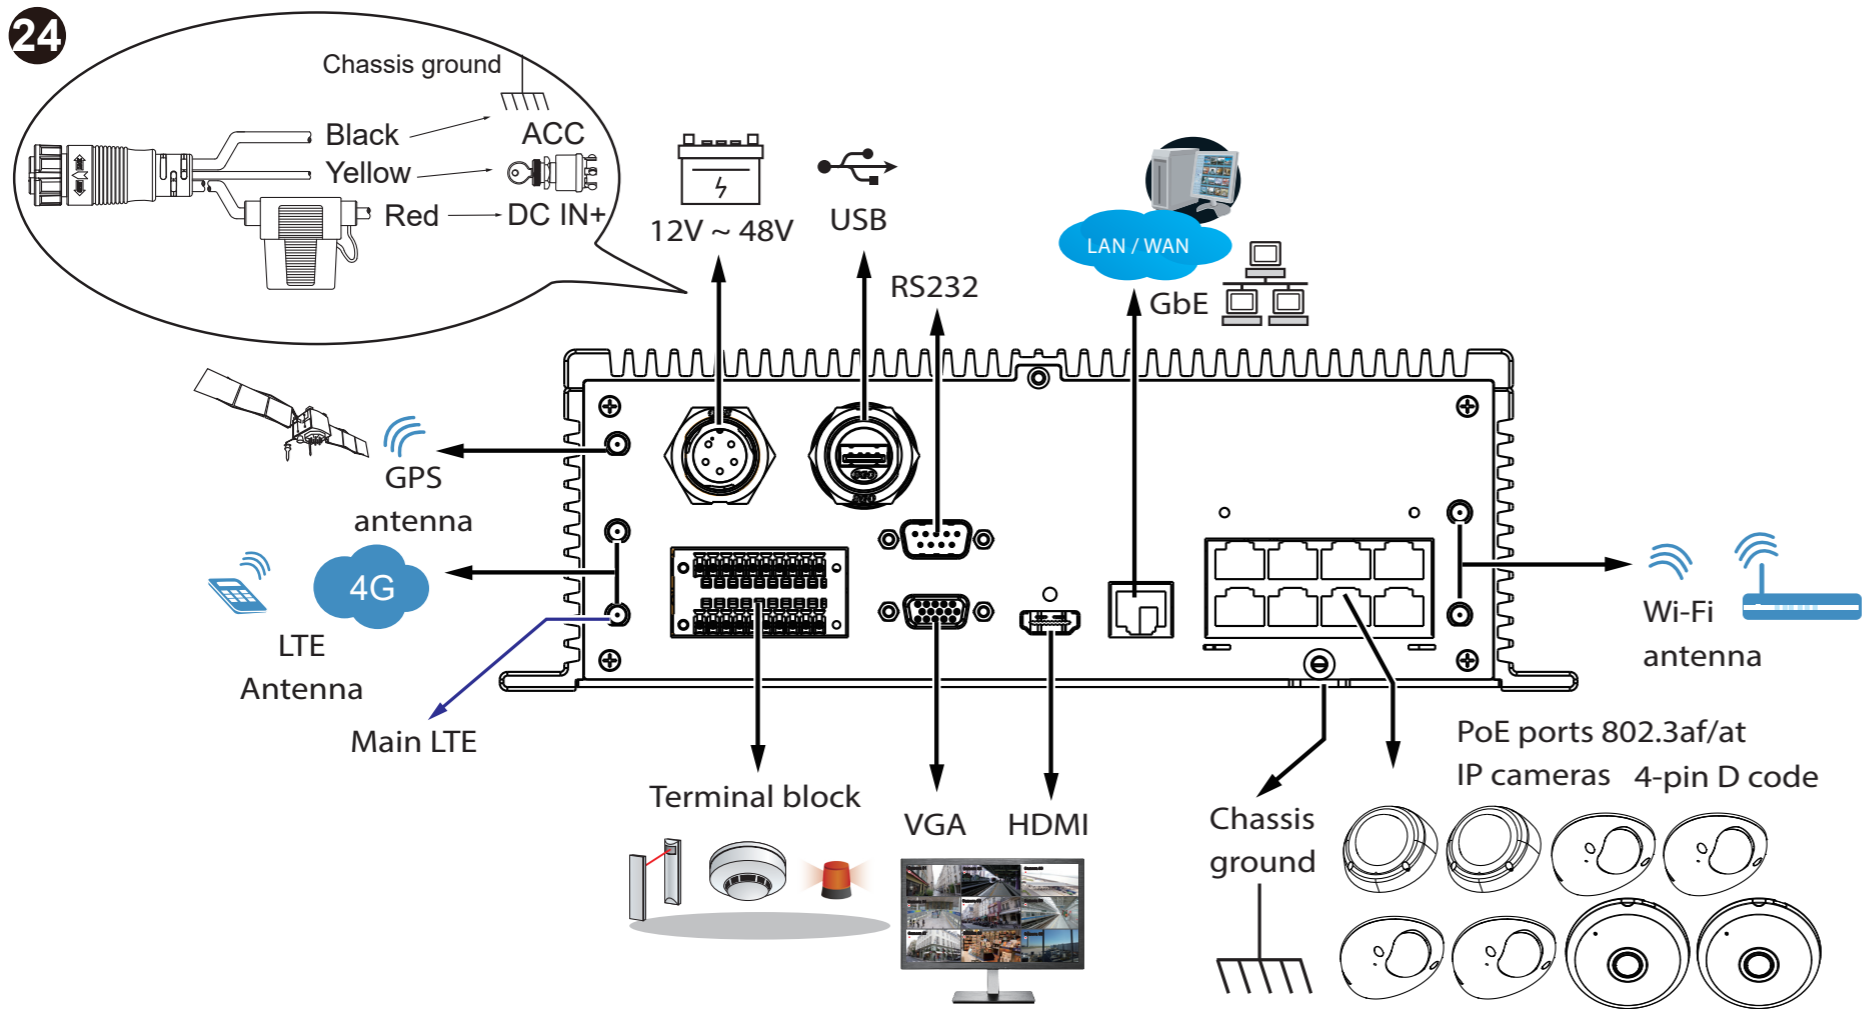 24
Chassis ground
Black
ACC
Yellow
Red
DC IN+
12V ~ 48V
USB
RS232
LAN / WAN
GbE
GPS
antenna
4G
LTE
Antenna
Main LTE
Wi-Fi
antenna
Terminal block
VGA
HDMI
Chassis
ground
PoE ports 802.3af/at
IP cameras 4-pin D code